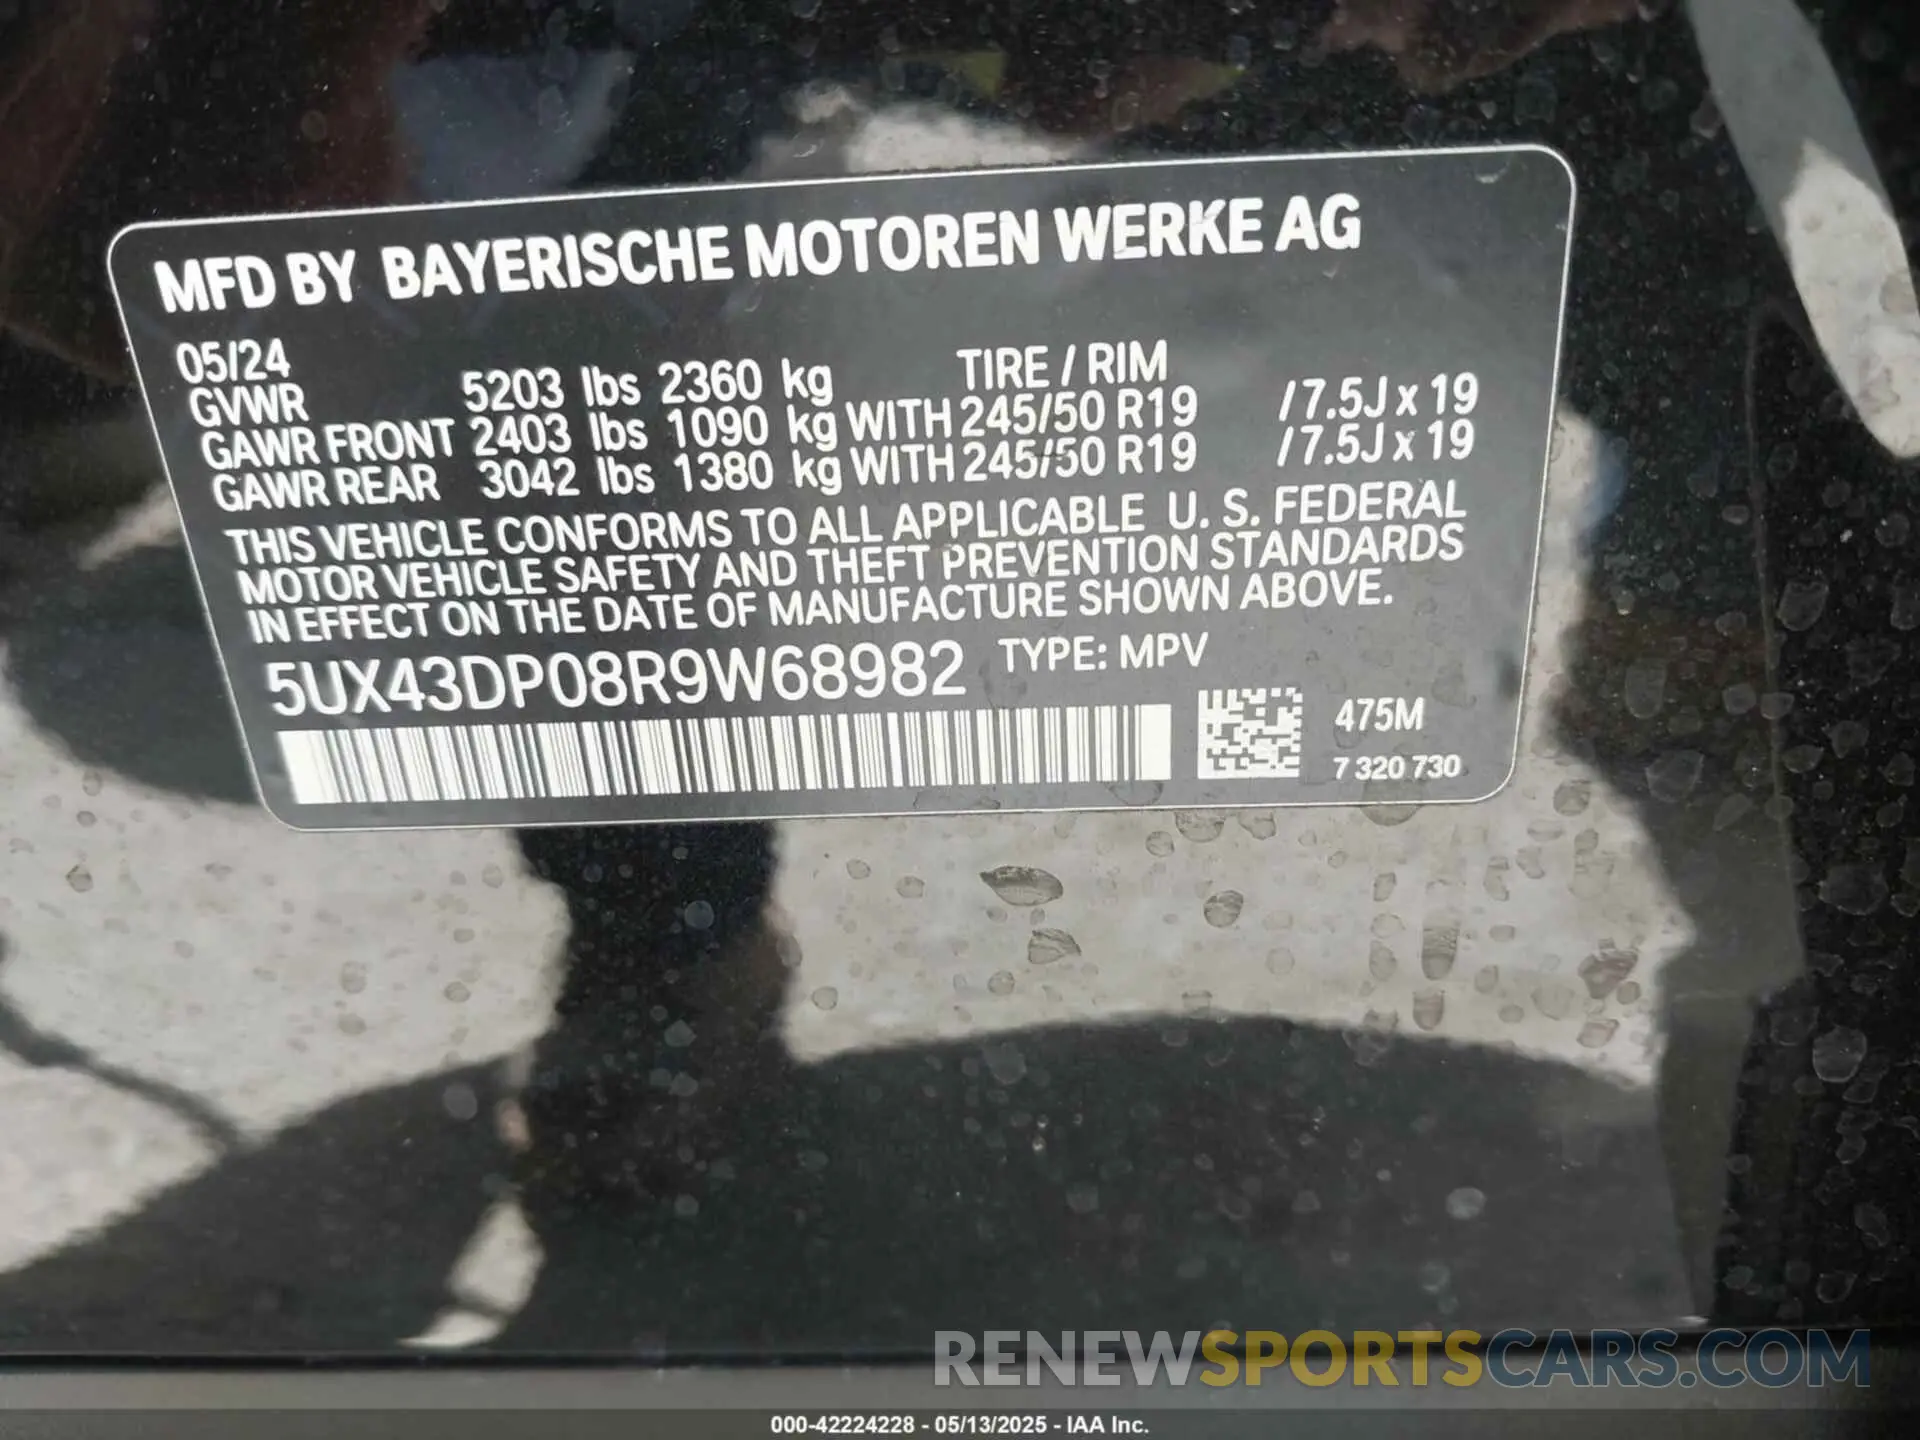 MFD BY BAYERISCHE MOTOREN WERKE AG
05/24 TIRE / RIM
GVWR 5203 lbs 2360 kg
GAWR FRONT 2403 lbs 1090 kg WITH 245/50 R19 /7.5J x 19
GAWR REAR 3042 lbs 1380 kg WITH 245/50 R19 /7.5J x 19
THIS VEHICLE CONFORMS TO ALL APPLICABLE U. S. FEDERAL
MOTOR VEHICLE SAFETY AND THEFT PREVENTION STANDARDS
IN EFFECT ON THE DATE OF MANUFACTURE SHOWN ABOVE.
5UX43DP08R9W68982 TYPE: MPV
475M
7 320 730
RENEWSPORTSCARS.COM
000-42224228 - 05/13/2025 - IAA Inc.